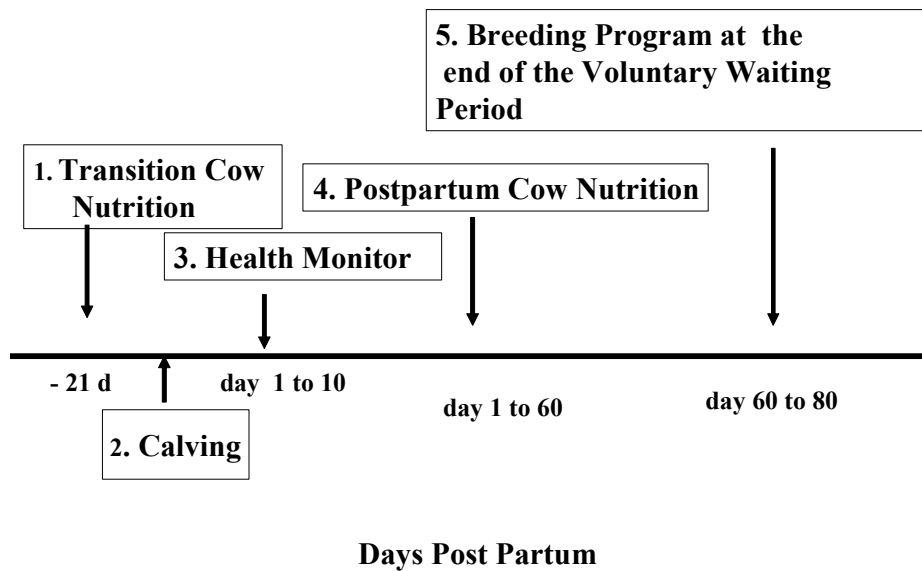 5. Breeding Program at the
end of the Voluntary Waiting
Period
1. Transition Cow
Nutrition
4. Postpartum Cow Nutrition
3. Health Monitor
- 21 d
day 1 to 10
day 1 to 60
day 60 to 80
2. Calving
Days Post Partum